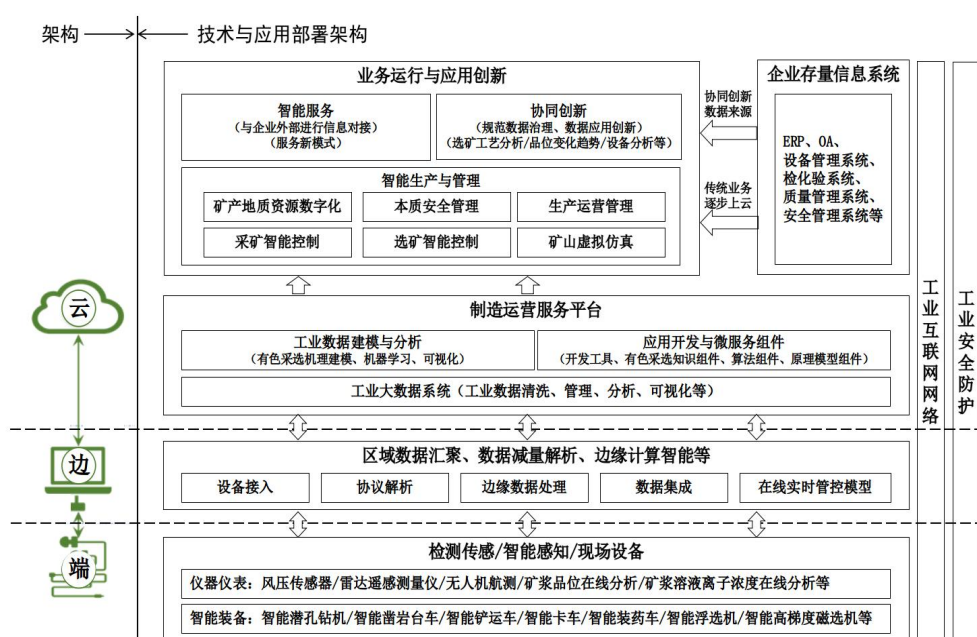 架构
技术与应用部署架构
业务运行与应用创新
智能服务
(与企业外部进行信息对接)
(服务新模式)
协同创新
(规范数据治理、数据应用创新)
(选矿工艺分析/品位变化趋势/设备分析等)
智能生产与管理
矿产地质资源数字化
本质安全管理
生产运营管理
采矿智能控制
选矿智能控制
矿山虚拟仿真
协同创新
数据来源
传统业务
逐步上云
企业存量信息系统
ERP、OA、
设备管理系统、
检化验系统、
质量管理系统、
安全管理系统等
云
制造运营服务平台
工业数据建模与分析
(有色采选机理建模、机器学习、可视化)
应用开发与微服务组件
(开发工具、有色采选知识组件、算法组件、原理模型组件)
工业大数据系统(工业数据清洗、管理、分析、可视化等)
边
区域数据汇聚、数据减量解析、边缘计算智能等
设备接入
协议解析
边缘数据处理
数据集成
在线实时管控模型
端
检测传感/智能感知/现场设备
仪器仪表：风压传感器/雷达遥感测量仪/无人机航测/矿浆品位在线分析/矿浆溶液离子浓度在线分析等
智能装备：智能潜孔钻机/智能凿岩台车/智能铲运车/智能卡车/智能装药车/智能浮选机/智能高梯度磁选机等
工业互联网网络
工业安全防护